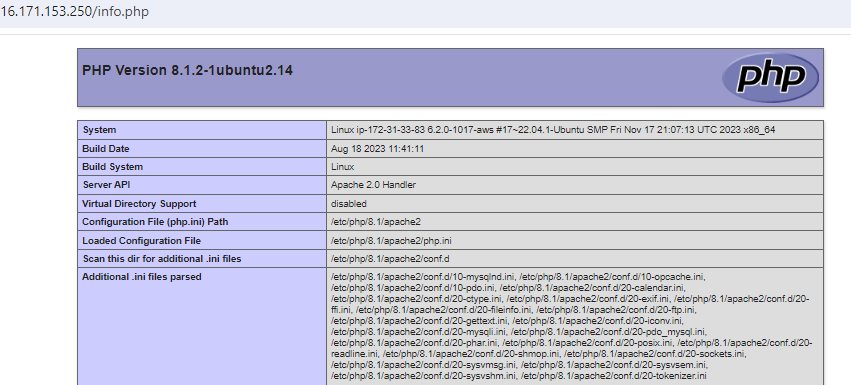 16.171.153.250/info.php
PHP Version 8.1.2-1ubuntu2.14
php
System Linux ip-172-31-33-83 6.2.0-1017-aws #17~22.04.1-Ubuntu SMP Fri Nov 17 21:07:13 UTC 2023 x86_64
Build Date Aug 18 2023 11:41:11
Build System Linux
Server API Apache 2.0 Handler
Virtual Directory Support disabled
Configuration File (php.ini) Path /etc/php/8.1/apache2
Loaded Configuration File /etc/php/8.1/apache2/php.ini
Scan this dir for additional .ini files /etc/php/8.1/apache2/conf.d
Additional .ini files parsed /etc/php/8.1/apache2/conf.d/10-mysqlnd.ini, /etc/php/8.1/apache2/conf.d/10-opcache.ini,
/etc/php/8.1/apache2/conf.d/10-pdo.ini, /etc/php/8.1/apache2/conf.d/20-calendar.ini,
/etc/php/8.1/apache2/conf.d/20-ctype.ini, /etc/php/8.1/apache2/conf.d/20-exif.ini, /etc/php/8.1/apache2/conf.d/20-
ffi.ini, /etc/php/8.1/apache2/conf.d/20-fileinfo.ini, /etc/php/8.1/apache2/conf.d/20-ftp.ini,
/etc/php/8.1/apache2/conf.d/20-gettext.ini, /etc/php/8.1/apache2/conf.d/20-iconv.ini,
/etc/php/8.1/apache2/conf.d/20-mysqli.ini, /etc/php/8.1/apache2/conf.d/20-pdo_mysql.ini,
/etc/php/8.1/apache2/conf.d/20-phar.ini, /etc/php/8.1/apache2/conf.d/20-posix.ini, /etc/php/8.1/apache2/conf.d/20-
readline.ini, /etc/php/8.1/apache2/conf.d/20-shmop.ini, /etc/php/8.1/apache2/conf.d/20-sockets.ini,
/etc/php/8.1/apache2/conf.d/20-sysvmsg.ini, /etc/php/8.1/apache2/conf.d/20-sysvsem.ini,
/etc/php/8.1/apache2/conf.d/20-sysvshm.ini, /etc/php/8.1/apache2/conf.d/20-tokenizer.ini